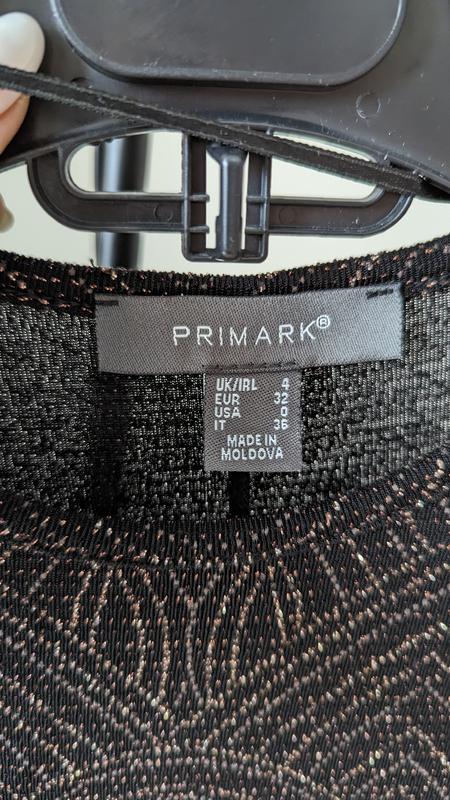 PRIMARK®
UK/IRL 4
EUR 32
USA 0
IT 36
MADE IN
MOLDOVA